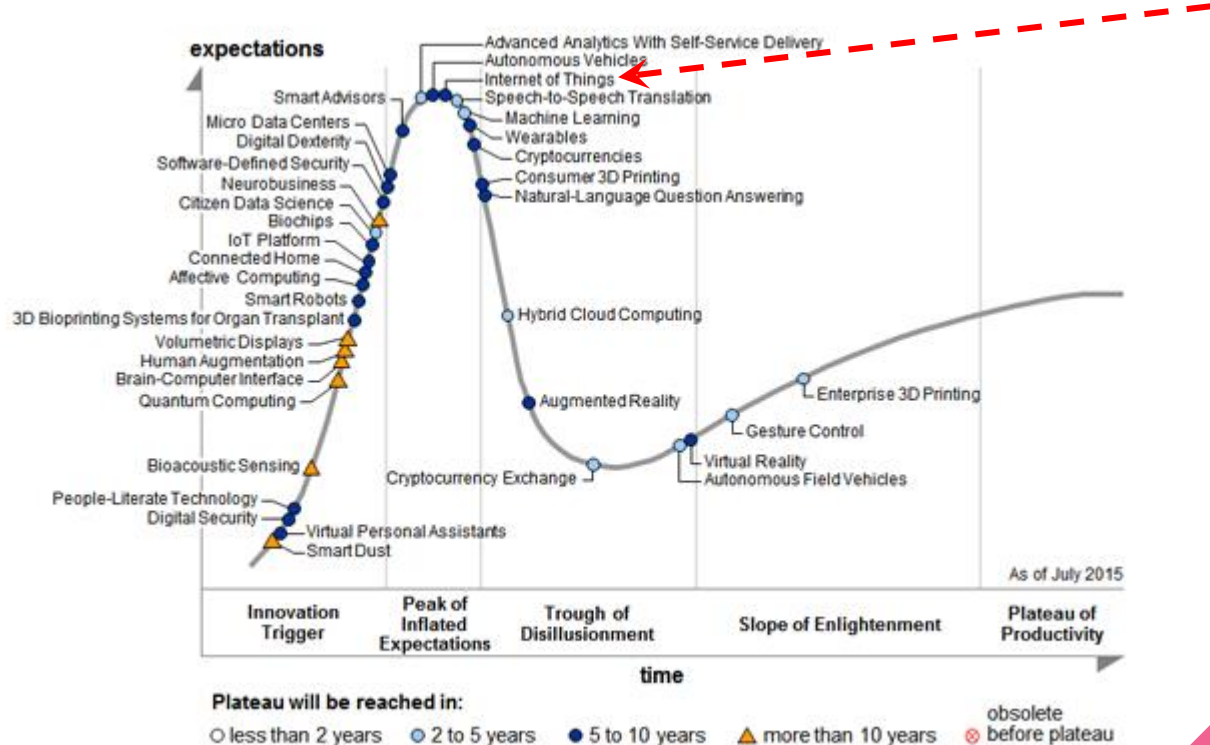 expectations
Advanced Analytics With Self-Service Delivery
Autonomous Vehicles
Internet of Things
Speech-to-Speech Translation
Machine Learning
Wearables
Cryptocurrencies
Consumer 3D Printing
Natural-Language Question Answering
Smart Advisors
Micro Data Centers
Digital Dexterity
Software-Defined Security
Neurobusiness
Citizen Data Science
Biochips
IoT Platform
Connected Home
Affective Computing
Smart Robots
3D Bioprinting Systems for Organ Transplant
Volumetric Displays
Human Augmentation
Brain-Computer Interface
Quantum Computing
Bioacoustic Sensing
People-Literate Technology
Digital Security
Virtual Personal Assistants
Smart Dust
Hybrid Cloud Computing
Augmented Reality
Cryptocurrency Exchange
Enterprise 3D Printing
Gesture Control
Virtual Reality
Autonomous Field Vehicles
As of July 2015
Innovation
Trigger
Peak of
Inflated
Expectations
Trough of
Disillusionment
Slope of Enlightenment
Plateau of
Productivity
time
Plateau will be reached in:
less than 2 years
2 to 5 years
5 to 10 years
more than 10 years
obsolete
before plateau